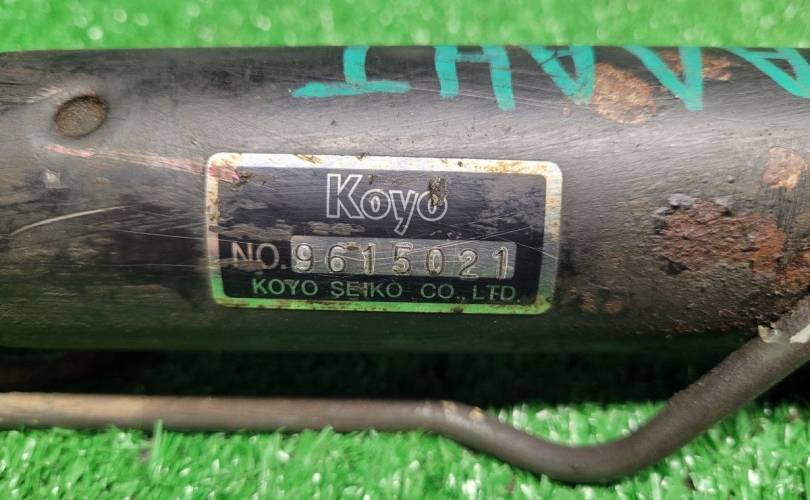 Koyo
NO. 9615021
KOYO SEIKO CO., LTD.